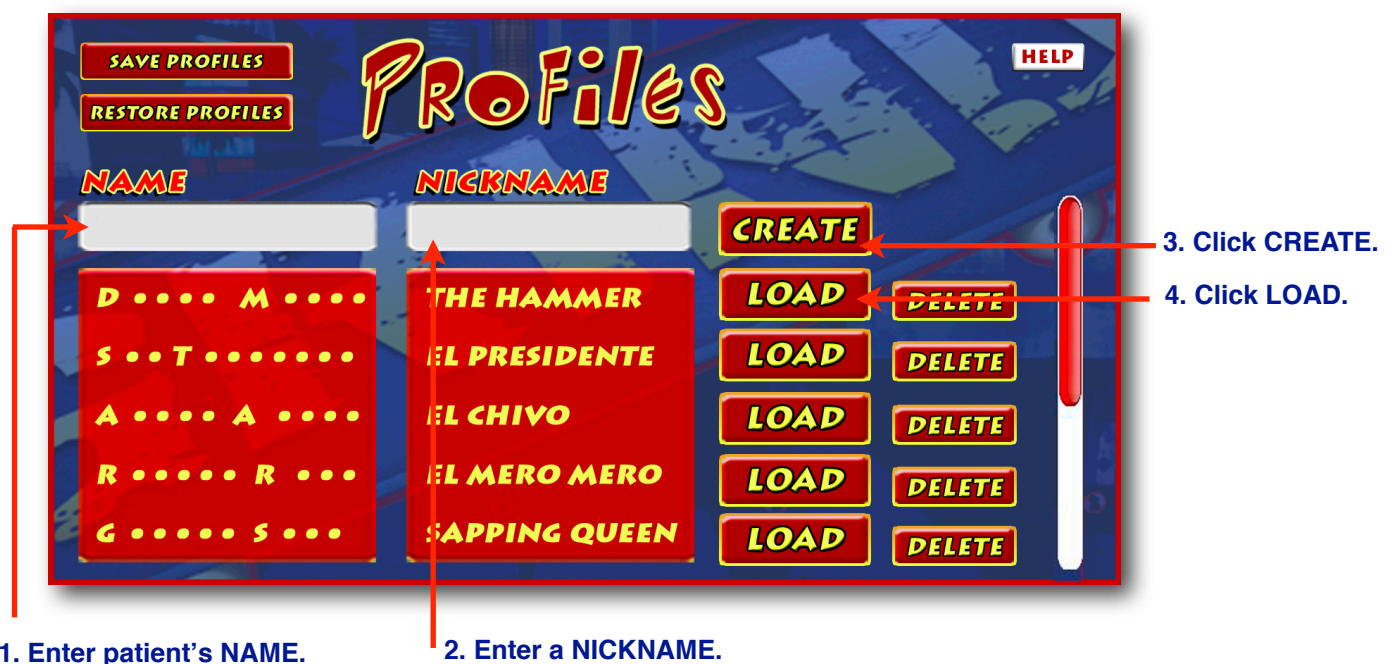 SAVE PROFILES
RESTORE PROFILES
PROFILES
HELP
NAME
NICKNAME
CREATE
3. Click CREATE.
D •••• M •••• THE HAMMER LOAD DELETE
4. Click LOAD.
S •• T ••••••• EL PRESIDENTE LOAD DELETE
A •••• A •••• EL CHIVO LOAD DELETE
R ••••• R ••• EL MERO MERO LOAD DELETE
G ••••• S ••• SAPPING QUEEN LOAD DELETE
1. Enter patient's NAME.
2. Enter a NICKNAME.